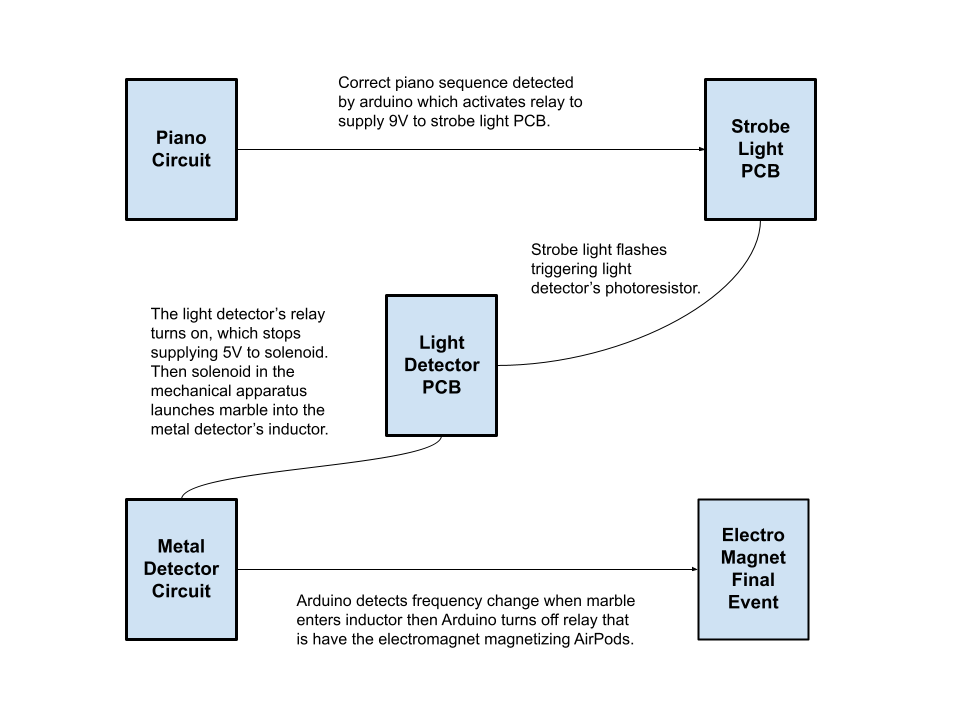 Correct piano sequence detected
by arduino which activates relay to
supply 9V to strobe light PCB.
Piano
Circuit
Strobe
Light
PCB
Strobe light flashes
triggering light
detector's photoresistor.
The light detector's relay
turns on, which stops
supplying 5V to solenoid.
Then solenoid in the
mechanical apparatus
launches marble into the
metal detector's inductor.
Light
Detector
PCB
Metal
Detector
Circuit
Electro
Magnet
Final
Event
Arduino detects frequency change when marble
enters inductor then Arduino turns off relay that
is have the electromagnet magnetizing AirPods.